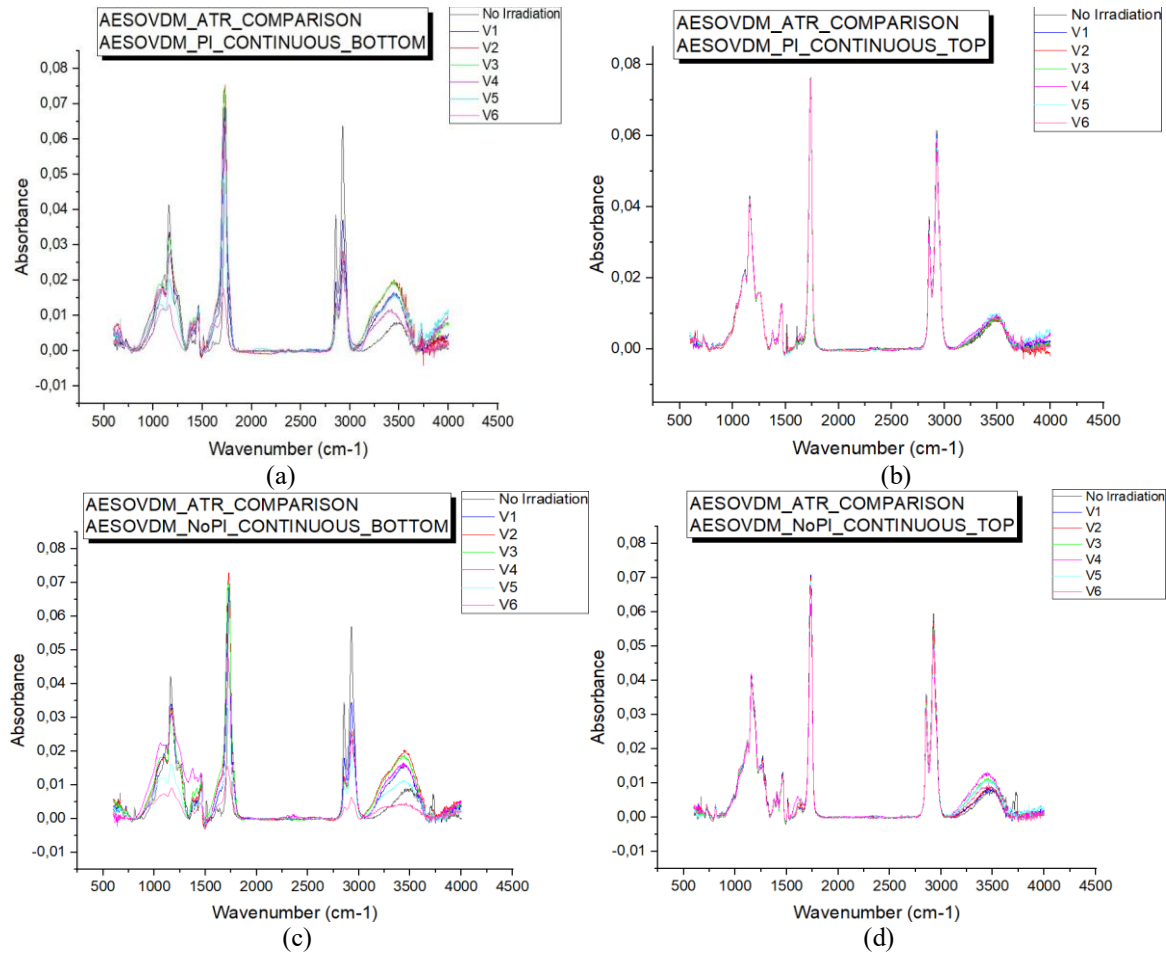 AESOVDM_ATR_COMPARISON
AESOVDM_PI_CONTINUOUS_BOTTOM
No Irradiation
V1
V2
V3
V4
V5
V6
0,08
0,07
0,06
0,05
0,04
0,03
0,02
0,01
0,00
-0,01
Absorbance
500 1000 1500 2000 2500 3000 3500 4000 4500
Wavenumber (cm-1)
(a)
AESOVDM_ATR_COMPARISON
AESOVDM_PI_CONTINUOUS_TOP
No Irradiation
V1
V2
V3
V4
V5
V6
0,08
0,06
0,04
0,02
0,00
Absorbance
500 1000 1500 2000 2500 3000 3500 4000 4500
Wavenumber (cm-1)
(b)
AESOVDM_ATR_COMPARISON
AESOVDM_NoPI_CONTINUOUS_BOTTOM
No Irradiation
V1
V2
V3
V4
V5
V6
0,08
0,07
0,06
0,05
0,04
0,03
0,02
0,01
0,00
-0,01
Absorbance
500 1000 1500 2000 2500 3000 3500 4000 4500
Wavenumber (cm-1)
(c)
AESOVDM_ATR_COMPARISON
AESOVDM_NoPI_CONTINUOUS_TOP
No Irradiation
V1
V2
V3
V4
V5
V6
0,08
0,07
0,06
0,05
0,04
0,03
0,02
0,01
0,00
-0,01
Absorbance
500 1000 1500 2000 2500 3000 3500 4000 4500
Wavenumber (cm-1)
(d)